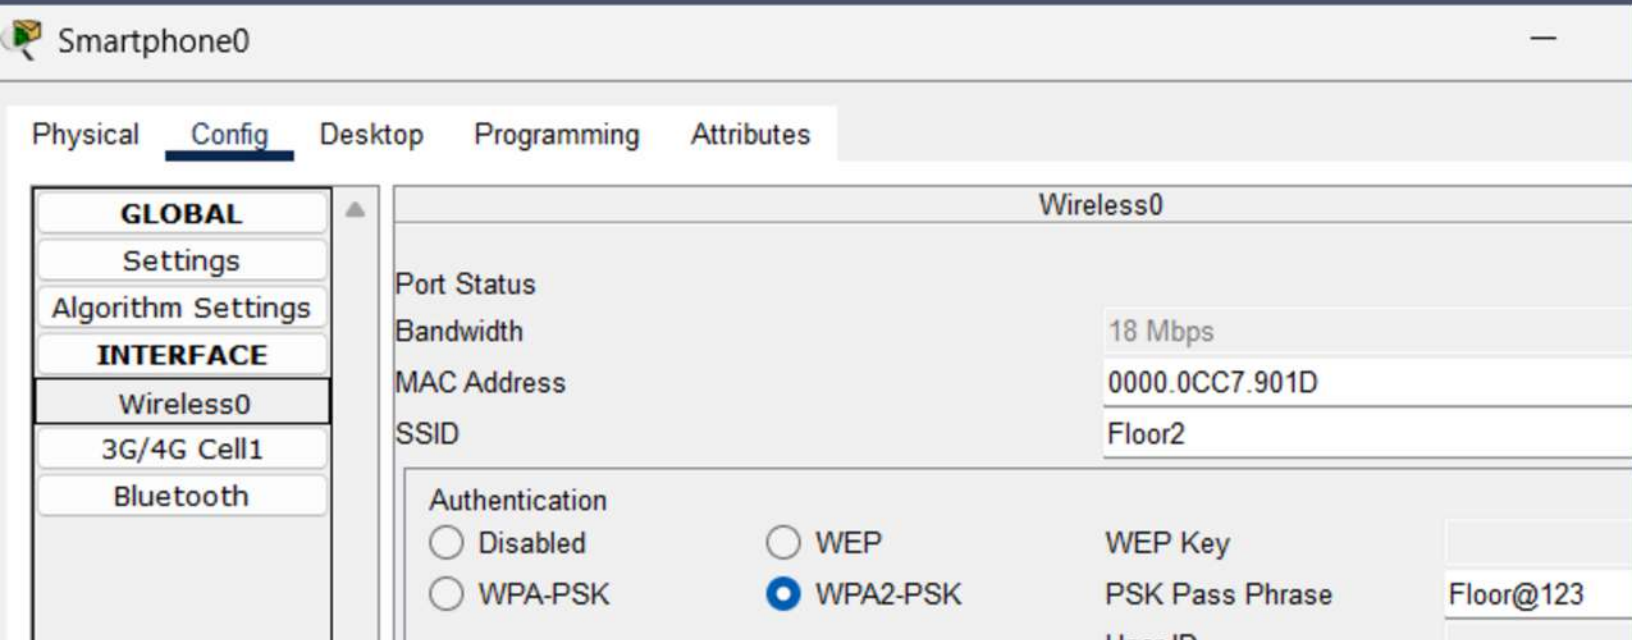 Smartphone0
Physical Config Desktop Programming Attributes
GLOBAL
Settings
Algorithm Settings
INTERFACE
Wireless0
3G/4G Cell1
Bluetooth
Wireless0
Port Status
Bandwidth 18 Mbps
MAC Address 0000.0CC7.901D
SSID Floor2
Authentication
Disabled WEP WEP Key
WPA-PSK WPA2-PSK PSK Pass Phrase Floor@123